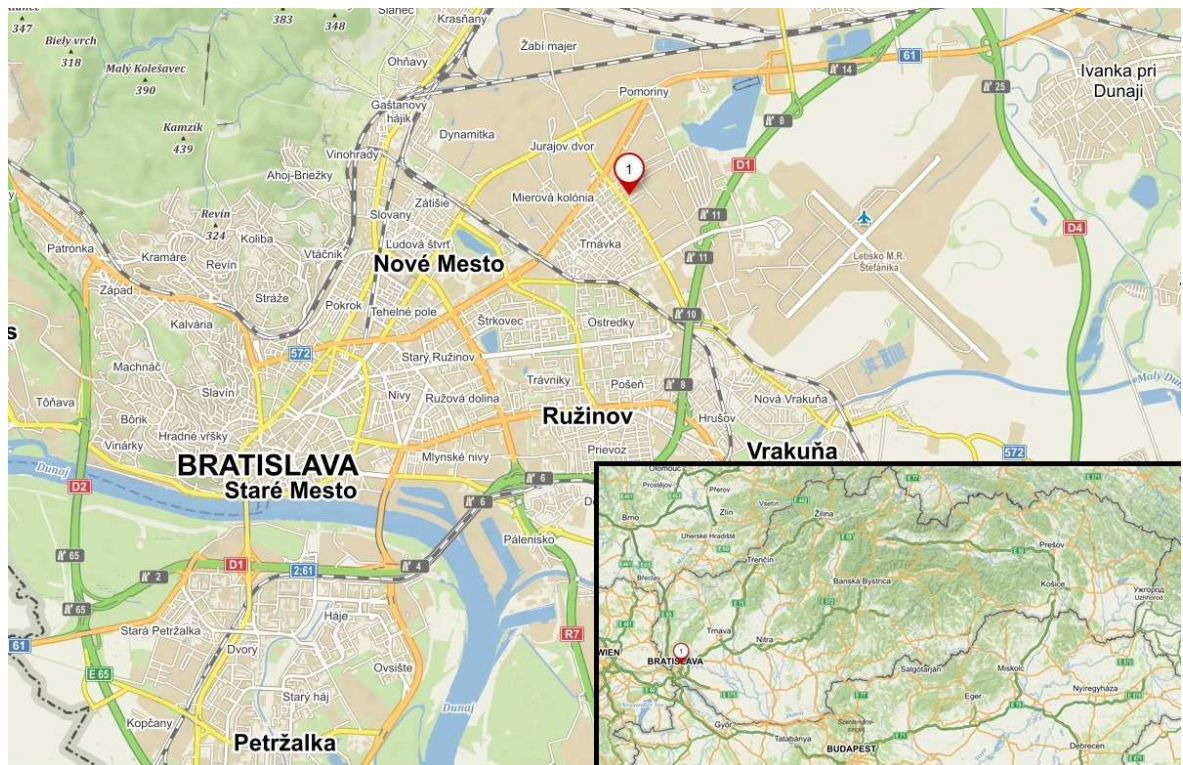 347
Biely vrch
318
383
348
Slanec
Krasňany
Malý Kolešavec
390
Ohňavy
Žabí majer
61
14
25
Ivanka pri
Dunaji
Gaštanový
hájik
Pomoriny
Kamzík
439
Dynamitka
8
Vinohrady
Jurajov dvor
D1
1
Ahoj-Briežky
Zátišie
Mierová kolónia
Revín
324
Slovany
11
D4
Koliba
Ľudová štvrť
Trnávka
Patrónka
Kramáre
Revín
Vtáčnik
Nové Mesto
11
Letisko M.R.
Štefánika
Západ
Stráže
Pokrok
Tehelné pole
Štrkovec
Ostredky
10
Kalvária
s
572
Starý Ružinov
Machnáč
Slavín
Trávniky
Pošeň
8
Malý Dunaj
Tôňava
Nivy
Ružová dolina
Nová Vrakuňa
Bôrik
Ružinov
Hrušov
Hradné vŕšky
Vinárky
Prievoz
572
BRATISLAVA
Mlynské nivy
Vrakuňa
Dunaj
Staré Mesto
D2
6
6
Pálenisko
65
D1
2;61
4
2
65
Háje
Stará Petržalka
R7
61
Dvory
E 65
Ovsište
Starý háj
Kopčany
Dunaj
Petržalka
Olomouc
Prostějov
Přerov
Vsetín
Zlín
Žilina
Brno
Uherské Hradiště
Trenčín
Prešov
Břeclav
Banská Bystrica
Košice
Ужгород
Uzhhorod
Trnava
Nitra
WIEN
1
BRATISLAVA
Salgótarján
Miskolc
Nyíregyháza
Eger
Győr
Dunaj
Szentendrei-
sziget
Tatabánya
BUDAPEST
Debrecen